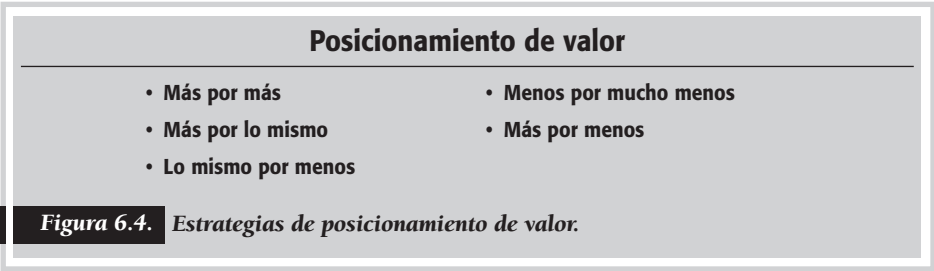 Posicionamiento de valor
• Más por más
• Más por lo mismo
• Lo mismo por menos
• Menos por mucho menos
• Más por menos
Figura 6.4. Estrategias de posicionamiento de valor.